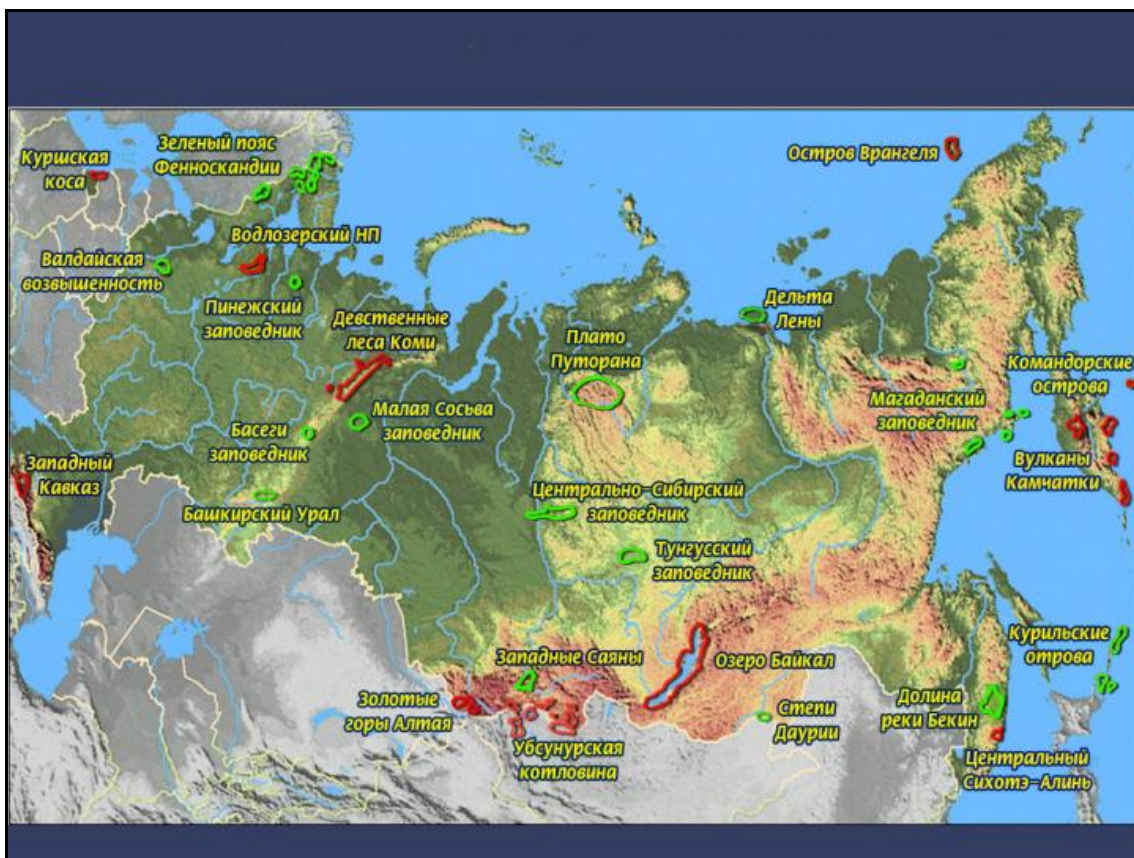 Зеленый пояс
Фенноскандии
Куршская
коса
Остров Врангеля
Водлозерский НП
Валдайская
возвышенность
Пинежский
заповедник
Девственные
леса Коми
Дельта
Лены
Плато
Путорана
Командорские
острова
Магаданский
заповедник
Малая Сосьва
заповедник
Басеги
заповедник
Западный
Кавказ
Вулканы
Камчатки
Центрально-Сибирский
заповедник
Башкирский Урал
Тунгусский
заповедник
Курильские
отрова
Западные Саяны
Озеро Байкал
Золотые
горы Алтая
Степи
Даурии
Долина
реки Бекин
Убсунурская
котловина
Центральный
Сихотэ-Алинь